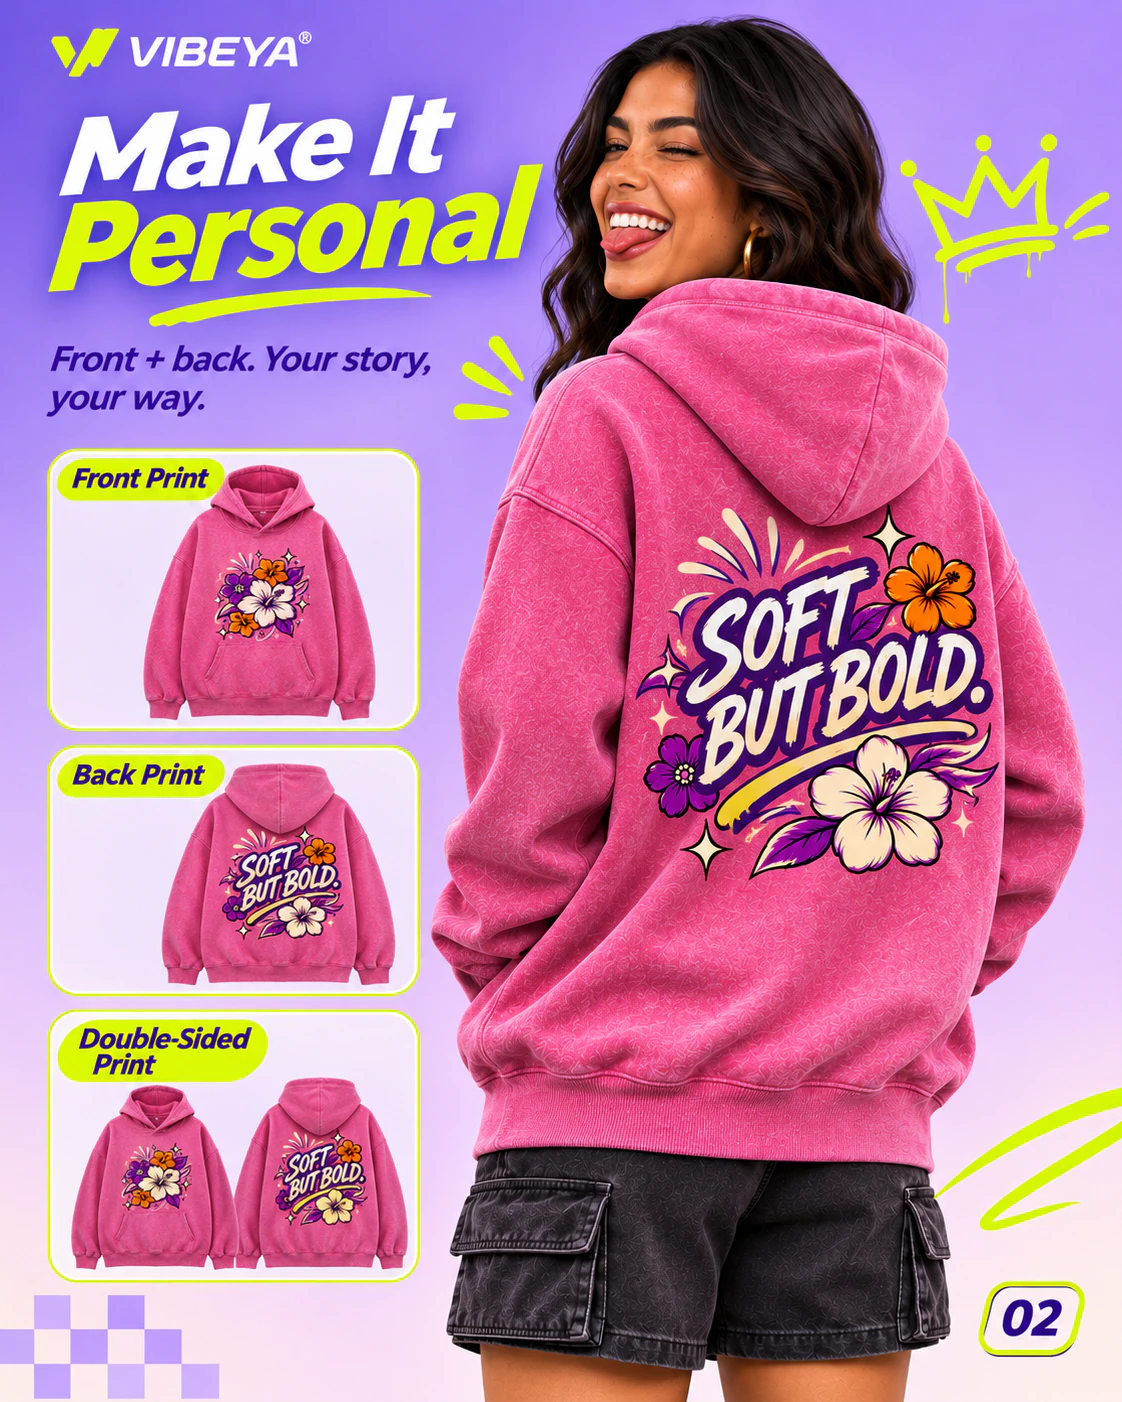 VIBEYA®
Make It
Personal
Front + back. Your story,
your way.
Front Print
Back Print
SOFT
BUT BOLD.
Double-Sided
Print
SOFT
BUT BOLD.
SOFT
BUT BOLD.
02